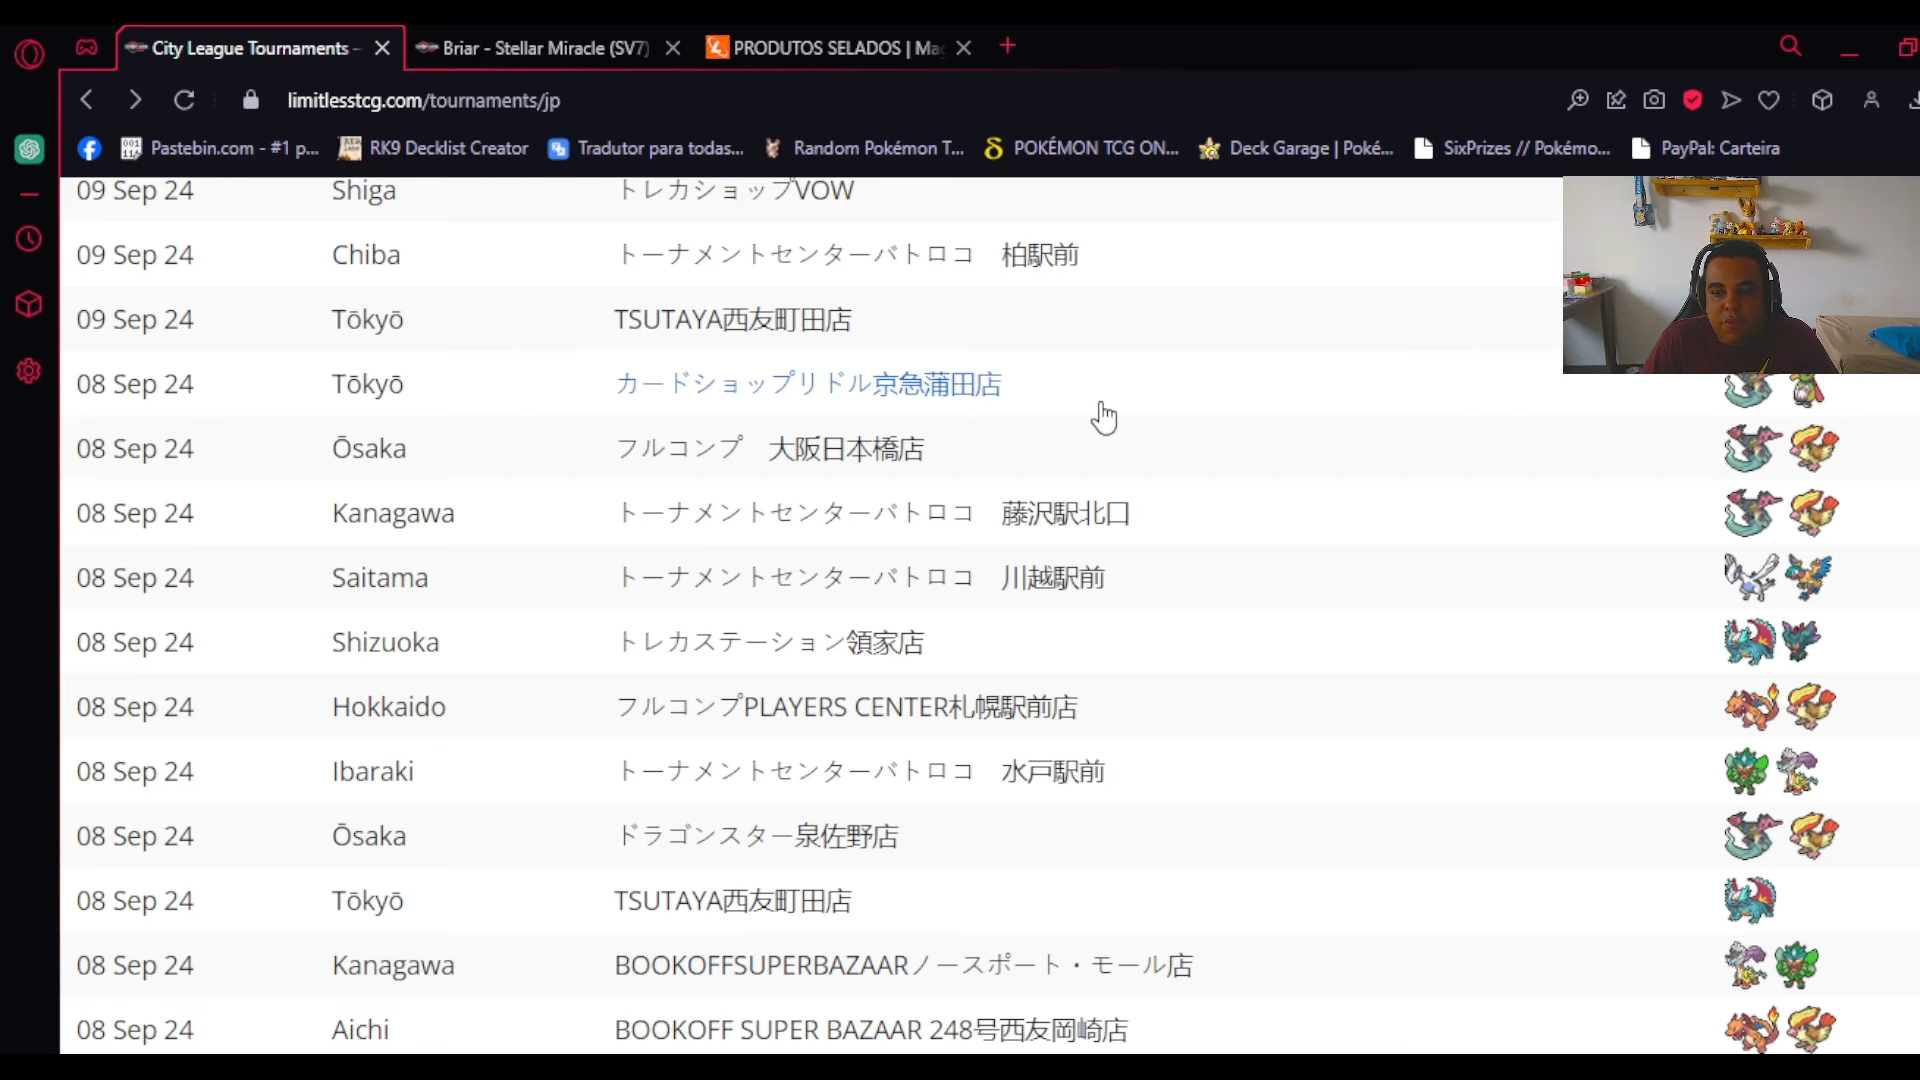 City League Tournaments –
Briar - Stellar Miracle (SV7)
PRODUTOS SELADOS | Ma
limitlesstcg.com/tournaments/jp
Pastebin.com - #1 p...
RK9 Decklist Creator
Tradutor para todas...
Random Pokémon T...
POKÉMON TCG ON...
Deck Garage | Poké...
SixPrizes // Pokémo...
PayPal: Carteira
09 Sep 24 Shiga トレカショップVOW
09 Sep 24 Chiba トーナメントセンターバトロコ　柏駅前
09 Sep 24 Tōkyō TSUTAYA西友町田店
08 Sep 24 Tōkyō カードショップリドル京急蒲田店
08 Sep 24 Ōsaka フルコンプ　大阪日本橋店
08 Sep 24 Kanagawa トーナメントセンターバトロコ　藤沢駅北口
08 Sep 24 Saitama トーナメントセンターバトロコ　川越駅前
08 Sep 24 Shizuoka トレカステーション領家店
08 Sep 24 Hokkaido フルコンプPLAYERS CENTER札幌駅前店
08 Sep 24 Ibaraki トーナメントセンターバトロコ　水戸駅前
08 Sep 24 Ōsaka ドラゴンスター泉佐野店
08 Sep 24 Tōkyō TSUTAYA西友町田店
08 Sep 24 Kanagawa BOOKOFFSUPERBAZAARノースポート・モール店
08 Sep 24 Aichi BOOKOFF SUPER BAZAAR 248号西友岡崎店